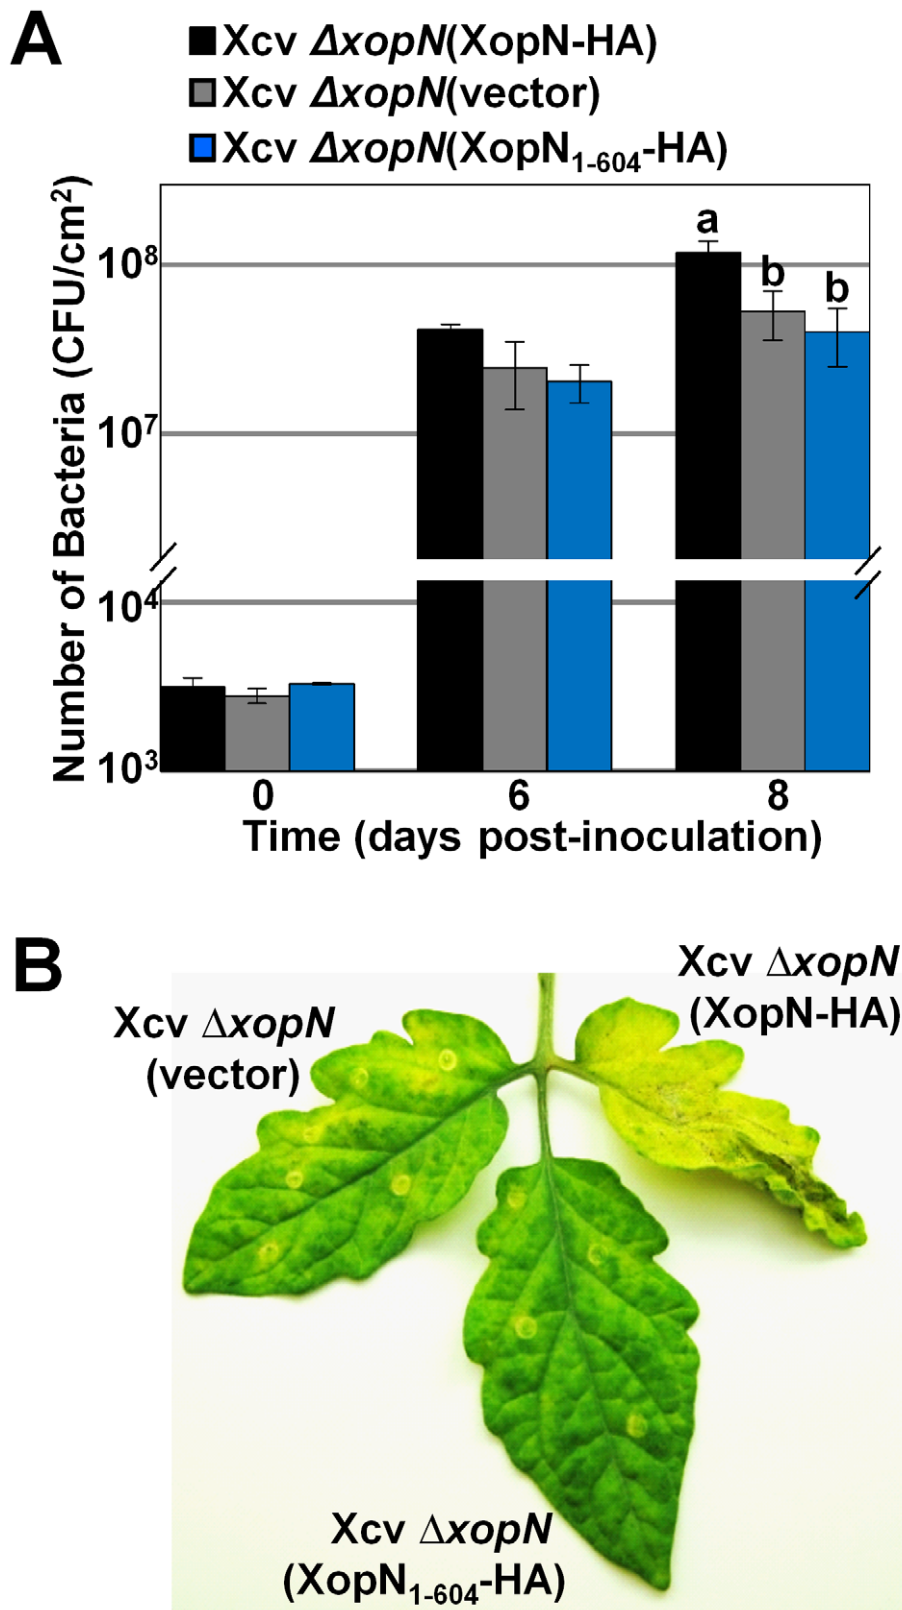 A
Xcv ΔxopN(XopN-HA)
Xcv ΔxopN(vector)
Xcv ΔxopN(XopN1-604-HA)
Number of Bacteria (CFU/cm²)
10⁸
10⁷
10⁴
10³
a
b
b
0 6 8
Time (days post-inoculation)
B
Xcv ΔxopN
(XopN-HA)
Xcv ΔxopN
(vector)
Xcv ΔxopN
(XopN1-604-HA)